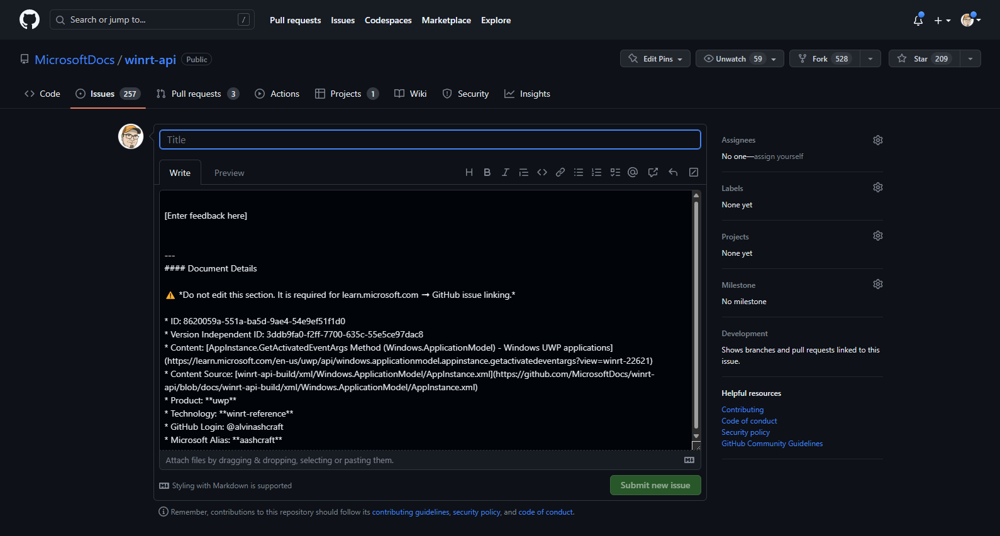 Search or jump to... /
Pull requests Issues Codespaces Marketplace Explore
MicrosoftDocs / winrt-api Public
Edit Pins Unwatch 59 Fork 528 Star 209
Code Issues 257 Pull requests 3 Actions Projects 1 Wiki Security Insights
Title
Write Preview
[Enter feedback here]
---
#### Document Details
⚠ *Do not edit this section. It is required for learn.microsoft.com ➟ GitHub issue linking.*
* ID: 8620059a-551a-ba5d-9ae4-54e9ef51f1d0
* Version Independent ID: 3ddb9fa0-f2ff-7700-635c-55e5ce97dac8
* Content: [AppInstance.GetActivatedEventArgs Method (Windows.ApplicationModel) - Windows UWP applications]
(https://learn.microsoft.com/en-us/uwp/api/windows.applicationmodel.appinstance.getactivatedeventargs?view=winrt-22621)
* Content Source: [winrt-api-build/xml/Windows.ApplicationModel/AppInstance.xml](https://github.com/MicrosoftDocs/winrt-
api/blob/docs/winrt-api-build/xml/Windows.ApplicationModel/AppInstance.xml)
* Product: **uwp**
* Technology: **winrt-reference**
* GitHub Login: @alvinashcraft
* Microsoft Alias: **aashcraft**
Attach files by dragging & dropping, selecting or pasting them.
Styling with Markdown is supported
Submit new issue
Remember, contributions to this repository should follow its contributing guidelines, security policy, and code of conduct.
Assignees
No one—assign yourself
Labels
None yet
Projects
None yet
Milestone
No milestone
Development
Shows branches and pull requests linked to this
issue.
Helpful resources
Contributing
Code of conduct
Security policy
GitHub Community Guidelines